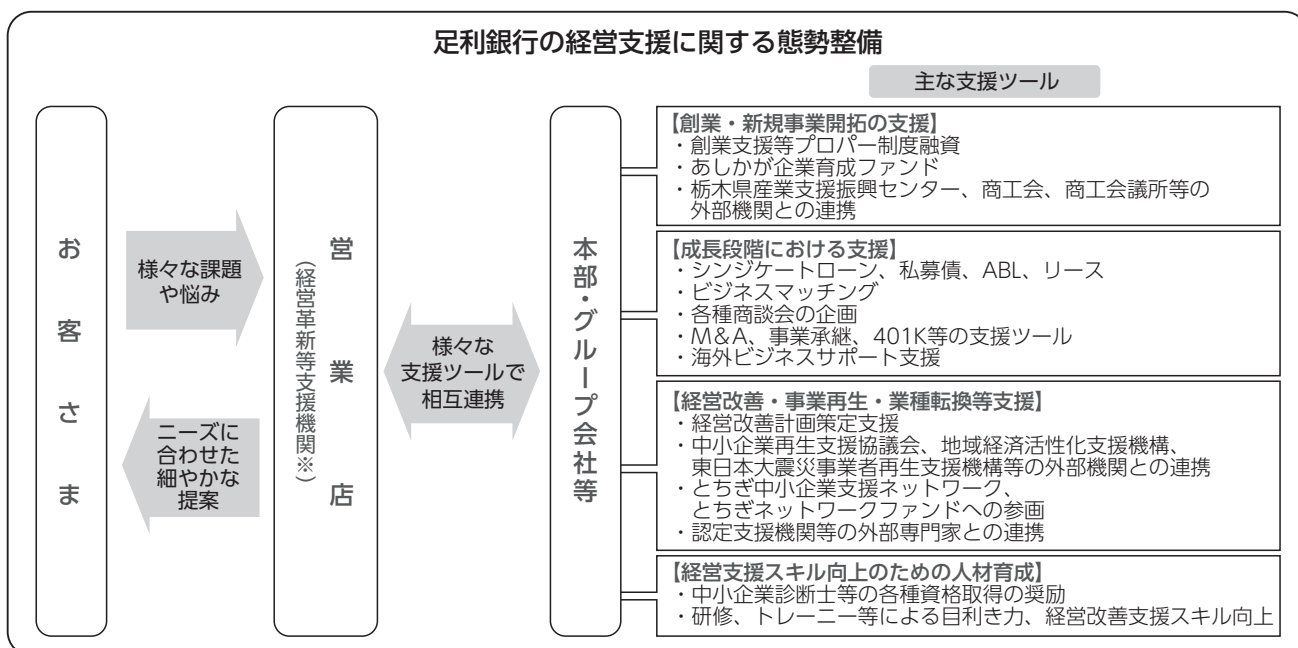 足利銀行の経営支援に関する態勢整備
主な支援ツール
お客さま
様々な課題
や悩み
ニーズに
合わせた
細やかな
提案
営業店
（経営革新等支援機関※）
様々な
支援ツールで
相互連携
本部・グループ会社等
【創業・新規事業開拓の支援】
・創業支援等プロパー制度融資
・あしかが企業育成ファンド
・栃木県産業支援振興センター、商工会、商工会議所等の
外部機関との連携
【成長段階における支援】
・シンジケートローン、私募債、ABL、リース
・ビジネスマッチング
・各種商談会の企画
・M&A、事業承継、401K等の支援ツール
・海外ビジネスサポート支援
【経営改善・事業再生・業種転換等支援】
・経営改善計画策定支援
・中小企業再生支援協議会、地域経済活性化支援機構、
東日本大震災事業者再生支援機構等の外部機関との連携
・とちぎ中小企業支援ネットワーク、
とちぎネットワークファンドへの参画
・認定支援機関等の外部専門家との連携
【経営支援スキル向上のための人材育成】
・中小企業診断士等の各種資格取得の奨励
・研修、トレーニー等による目利き力、経営改善支援スキル向上